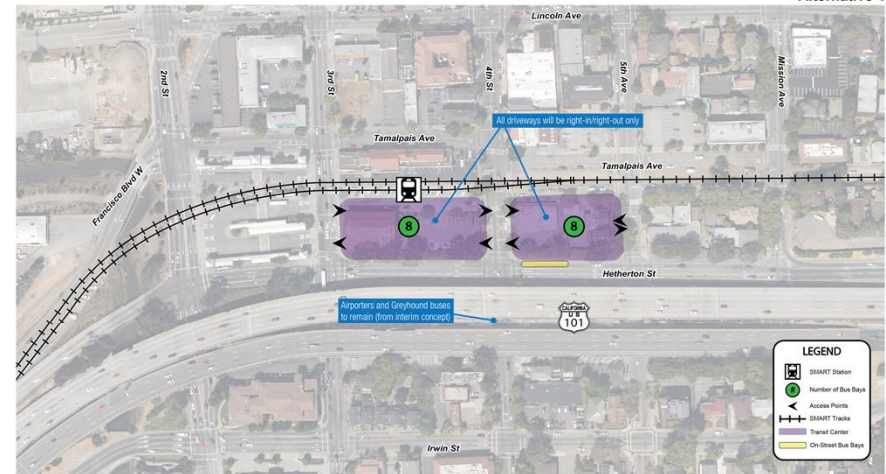 Lincoln Ave
2nd St
3rd St
4th St
5th Ave
Mission Ave
All driveways will be right-in/right-out only
Tamalpais Ave
Tamalpais Ave
Francisco Blvd W
8
8
Hetherton St
Airporters and Greyhound buses
to remain (from interim concept)
CALIFORNIA
US
101
LEGEND
SMART Station
#
Number of Bus Bays
Access Points
SMART Tracks
Transit Center
On-Street Bus Bays
Irwin St